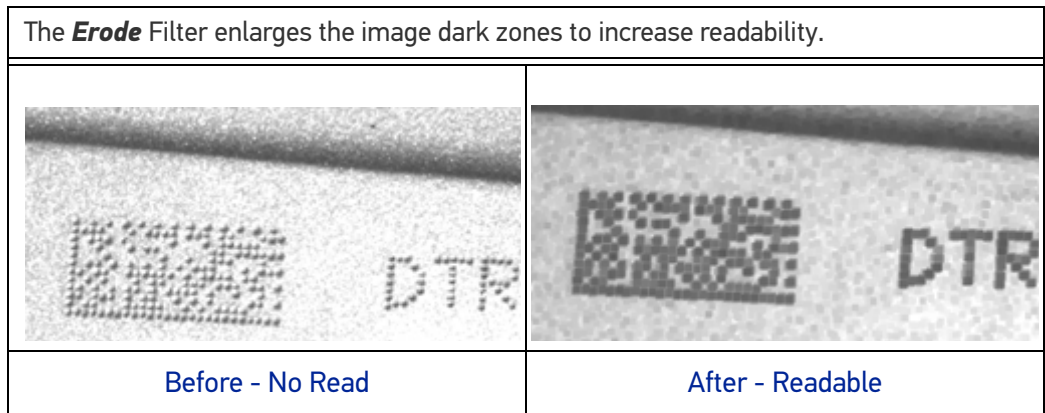 The Erode Filter enlarges the image dark zones to increase readability.
DTR
DTR
Before - No Read
After - Readable